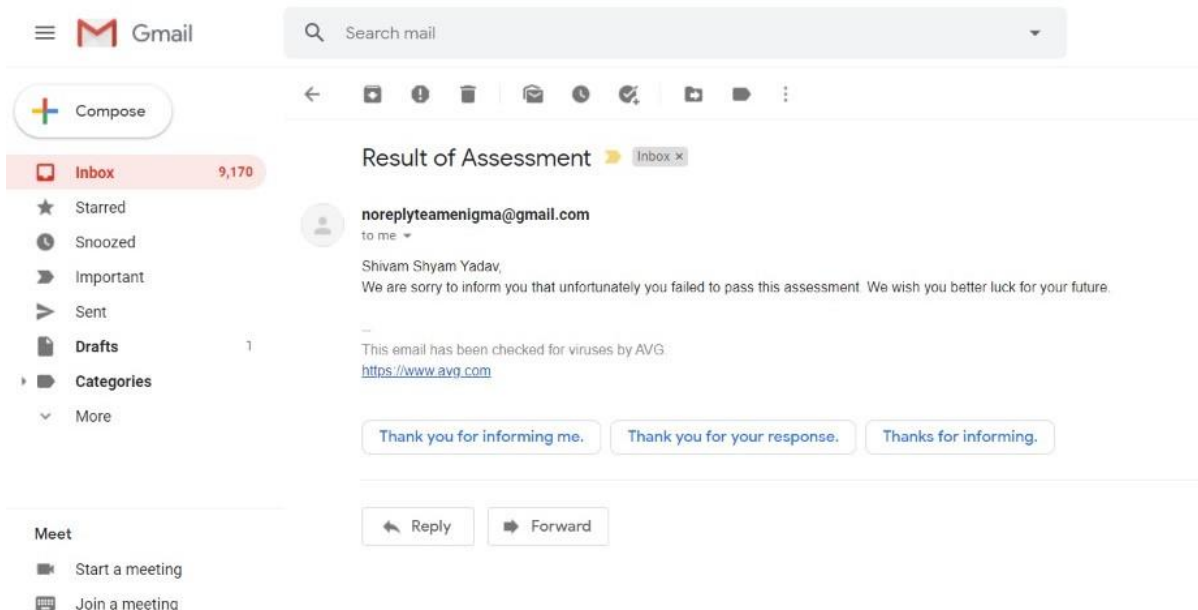 Gmail
Search mail
Compose
Inbox 9,170
Starred
Snoozed
Important
Sent
Drafts 1
Categories
More
Meet
Start a meeting
Join a meeting
Result of Assessment Inbox ×
noreplyteamenigma@gmail.com
to me
Shivam Shyam Yadav,
We are sorry to inform you that unfortunately you failed to pass this assessment. We wish you better luck for your future.
--
This email has been checked for viruses by AVG.
https://www.avg.com
Thank you for informing me. Thank you for your response. Thanks for informing.
Reply Forward